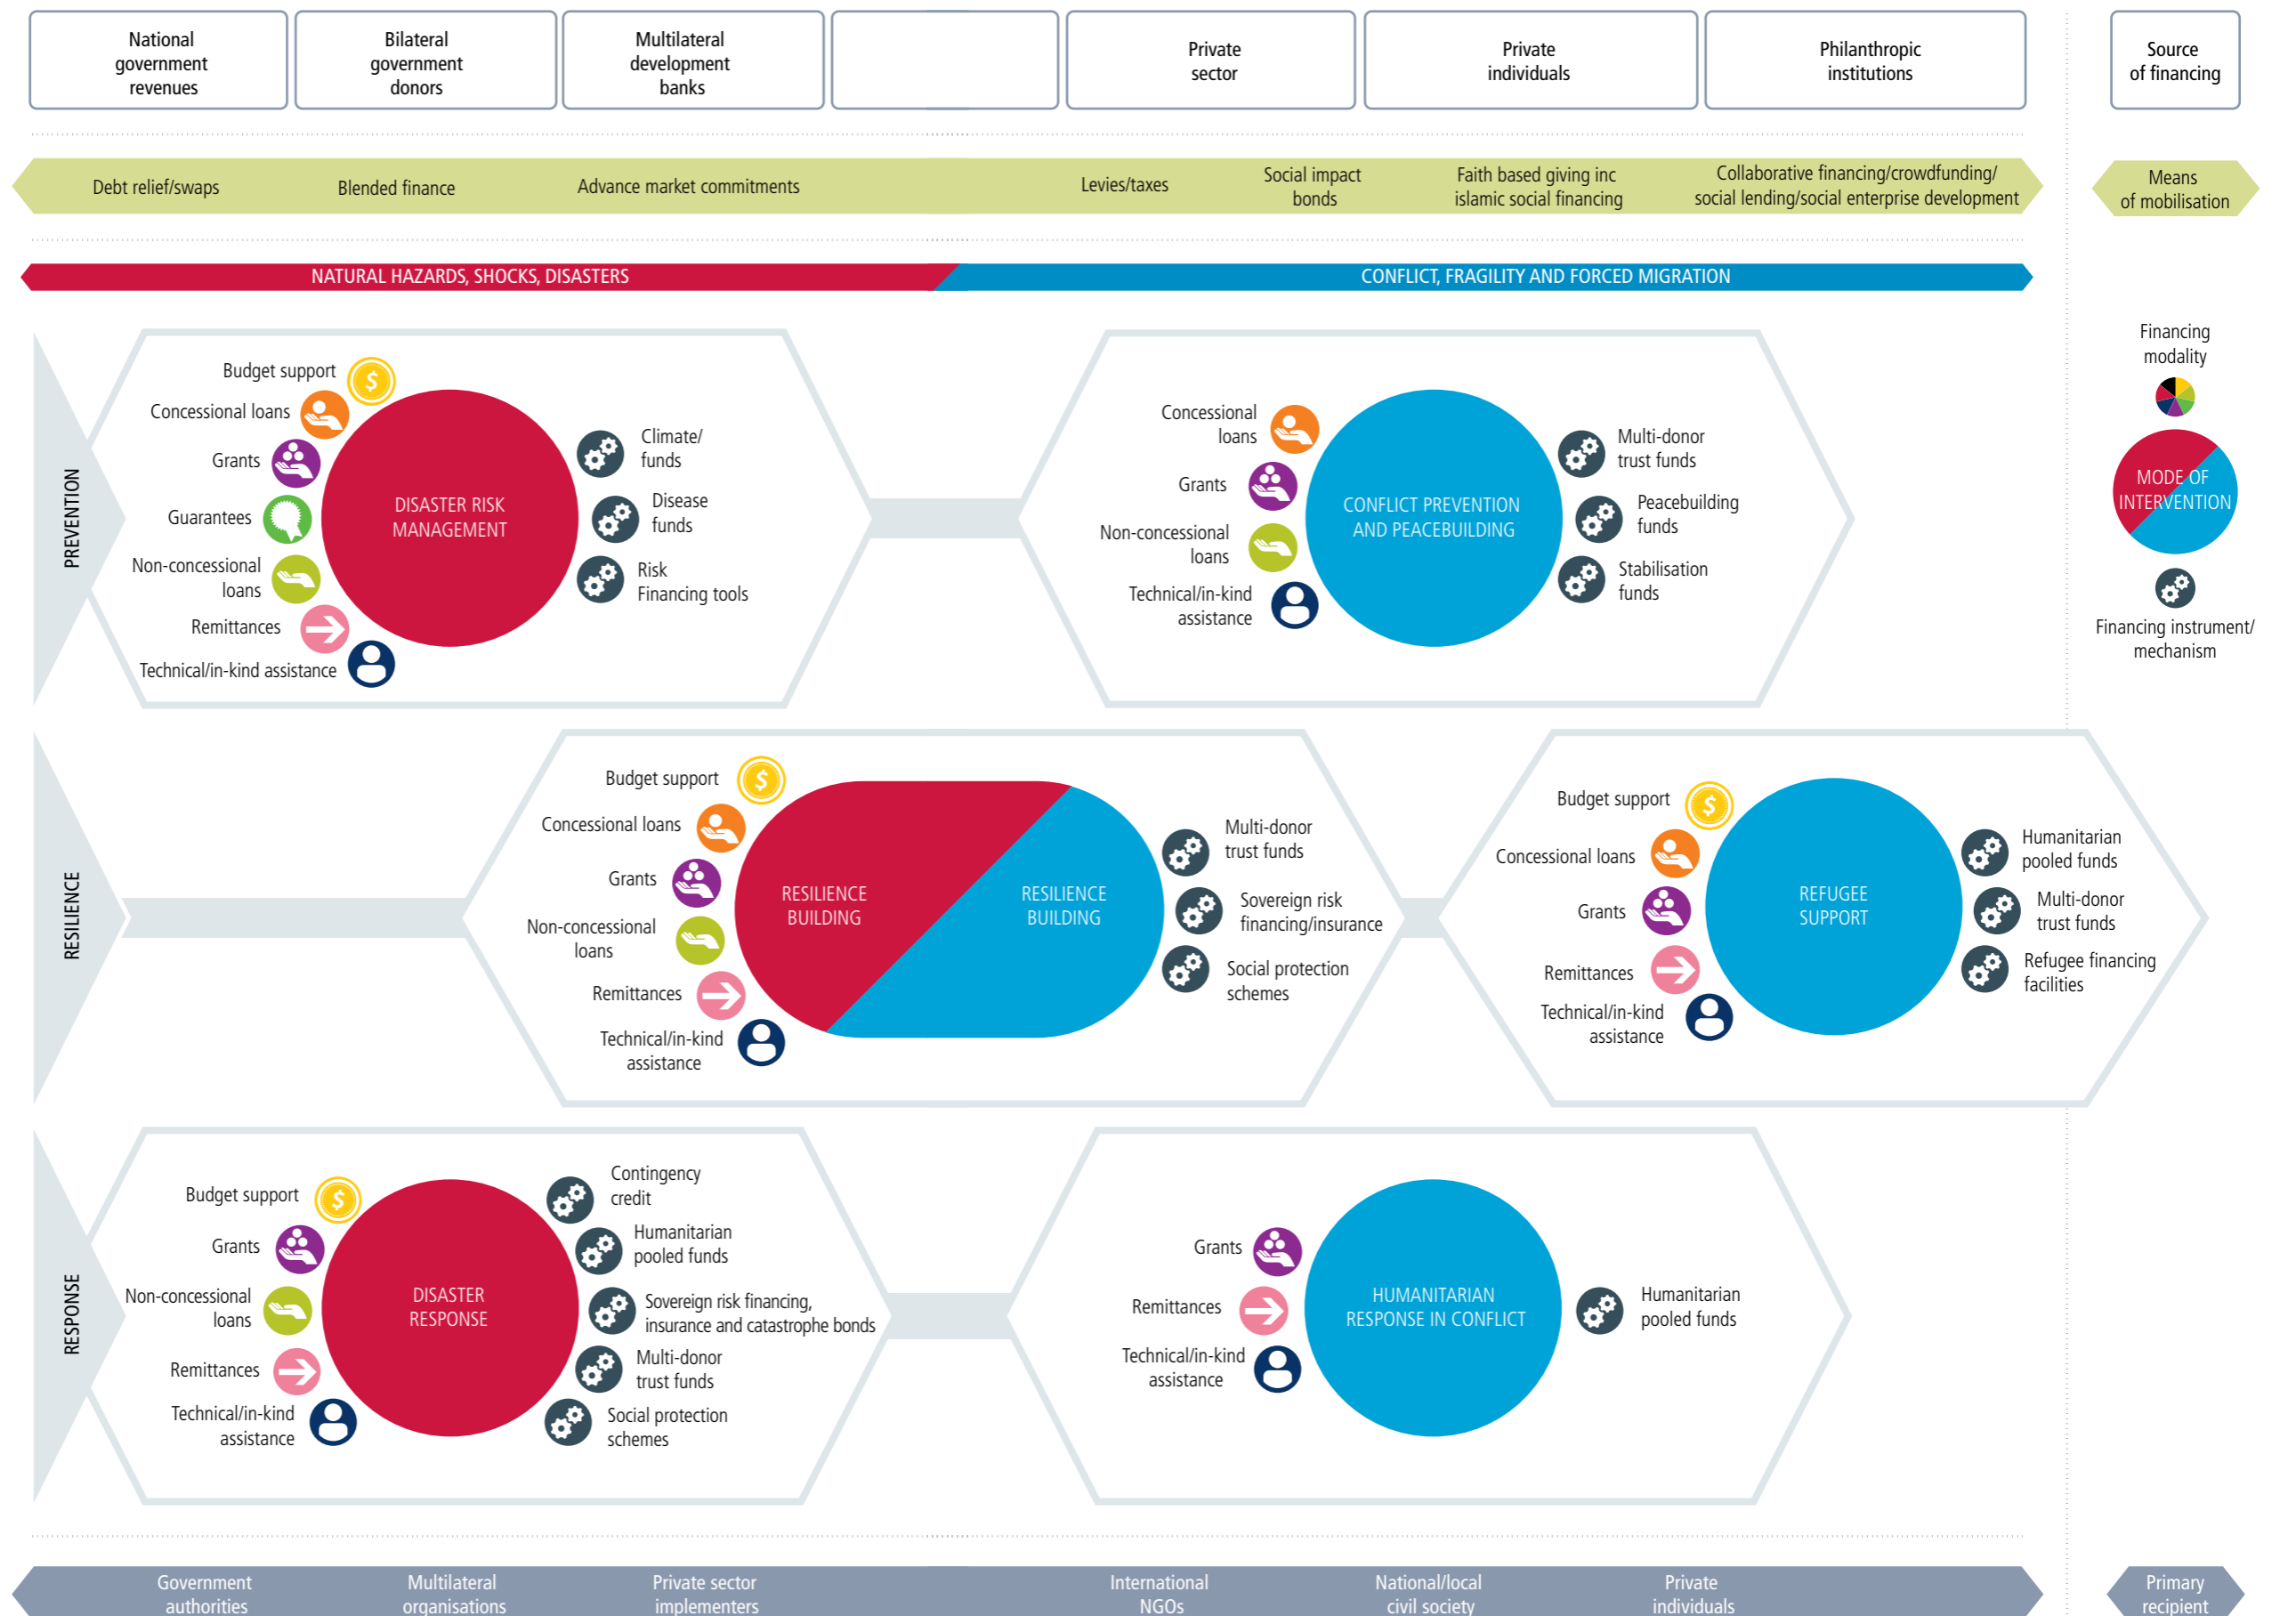 National
government
revenues
Bilateral
government
donors
Multilateral
development
banks
Private
sector
Private
individuals
Philanthropic
institutions
Source
of financing
Debt relief/swaps
Blended finance
Advance market commitments
Levies/taxes
Social impact
bonds
Faith based giving inc
islamic social financing
Collaborative financing/crowdfunding/
social lending/social enterprise development
Means
of mobilisation
NATURAL HAZARDS, SHOCKS, DISASTERS
CONFLICT, FRAGILITY AND FORCED MIGRATION
PREVENTION
Budget support
Concessional loans
Grants
Guarantees
Non-concessional
loans
Remittances
Technical/in-kind assistance
DISASTER RISK
MANAGEMENT
Climate/
funds
Disease
funds
Risk
Financing tools
Concessional
loans
Grants
Non-concessional
loans
Technical/in-kind
assistance
CONFLICT PREVENTION
AND PEACEBUILDING
Multi-donor
trust funds
Peacebuilding
funds
Stabilisation
funds
Financing
modality
MODE OF
INTERVENTION
Financing instrument/
mechanism
RESILIENCE
Budget support
Concessional loans
Grants
Non-concessional
loans
Remittances
Technical/in-kind
assistance
RESILIENCE
BUILDING
RESILIENCE
BUILDING
Multi-donor
trust funds
Sovereign risk
financing/insurance
Social protection
schemes
Budget support
Concessional loans
Grants
Remittances
Technical/in-kind
assistance
REFUGEE
SUPPORT
Humanitarian
pooled funds
Multi-donor
trust funds
Refugee financing
facilities
RESPONSE
Budget support
Grants
Non-concessional
loans
Remittances
Technical/in-kind
assistance
DISASTER
RESPONSE
Contingency
credit
Humanitarian
pooled funds
Sovereign risk financing,
insurance and catastrophe bonds
Multi-donor
trust funds
Social protection
schemes
Grants
Remittances
Technical/in-kind
assistance
HUMANITARIAN
RESPONSE IN CONFLICT
Humanitarian
pooled funds
Government
authorities
Multilateral
organisations
Private sector
implementers
International
NGOs
National/local
civil society
Private
individuals
Primary
recipient